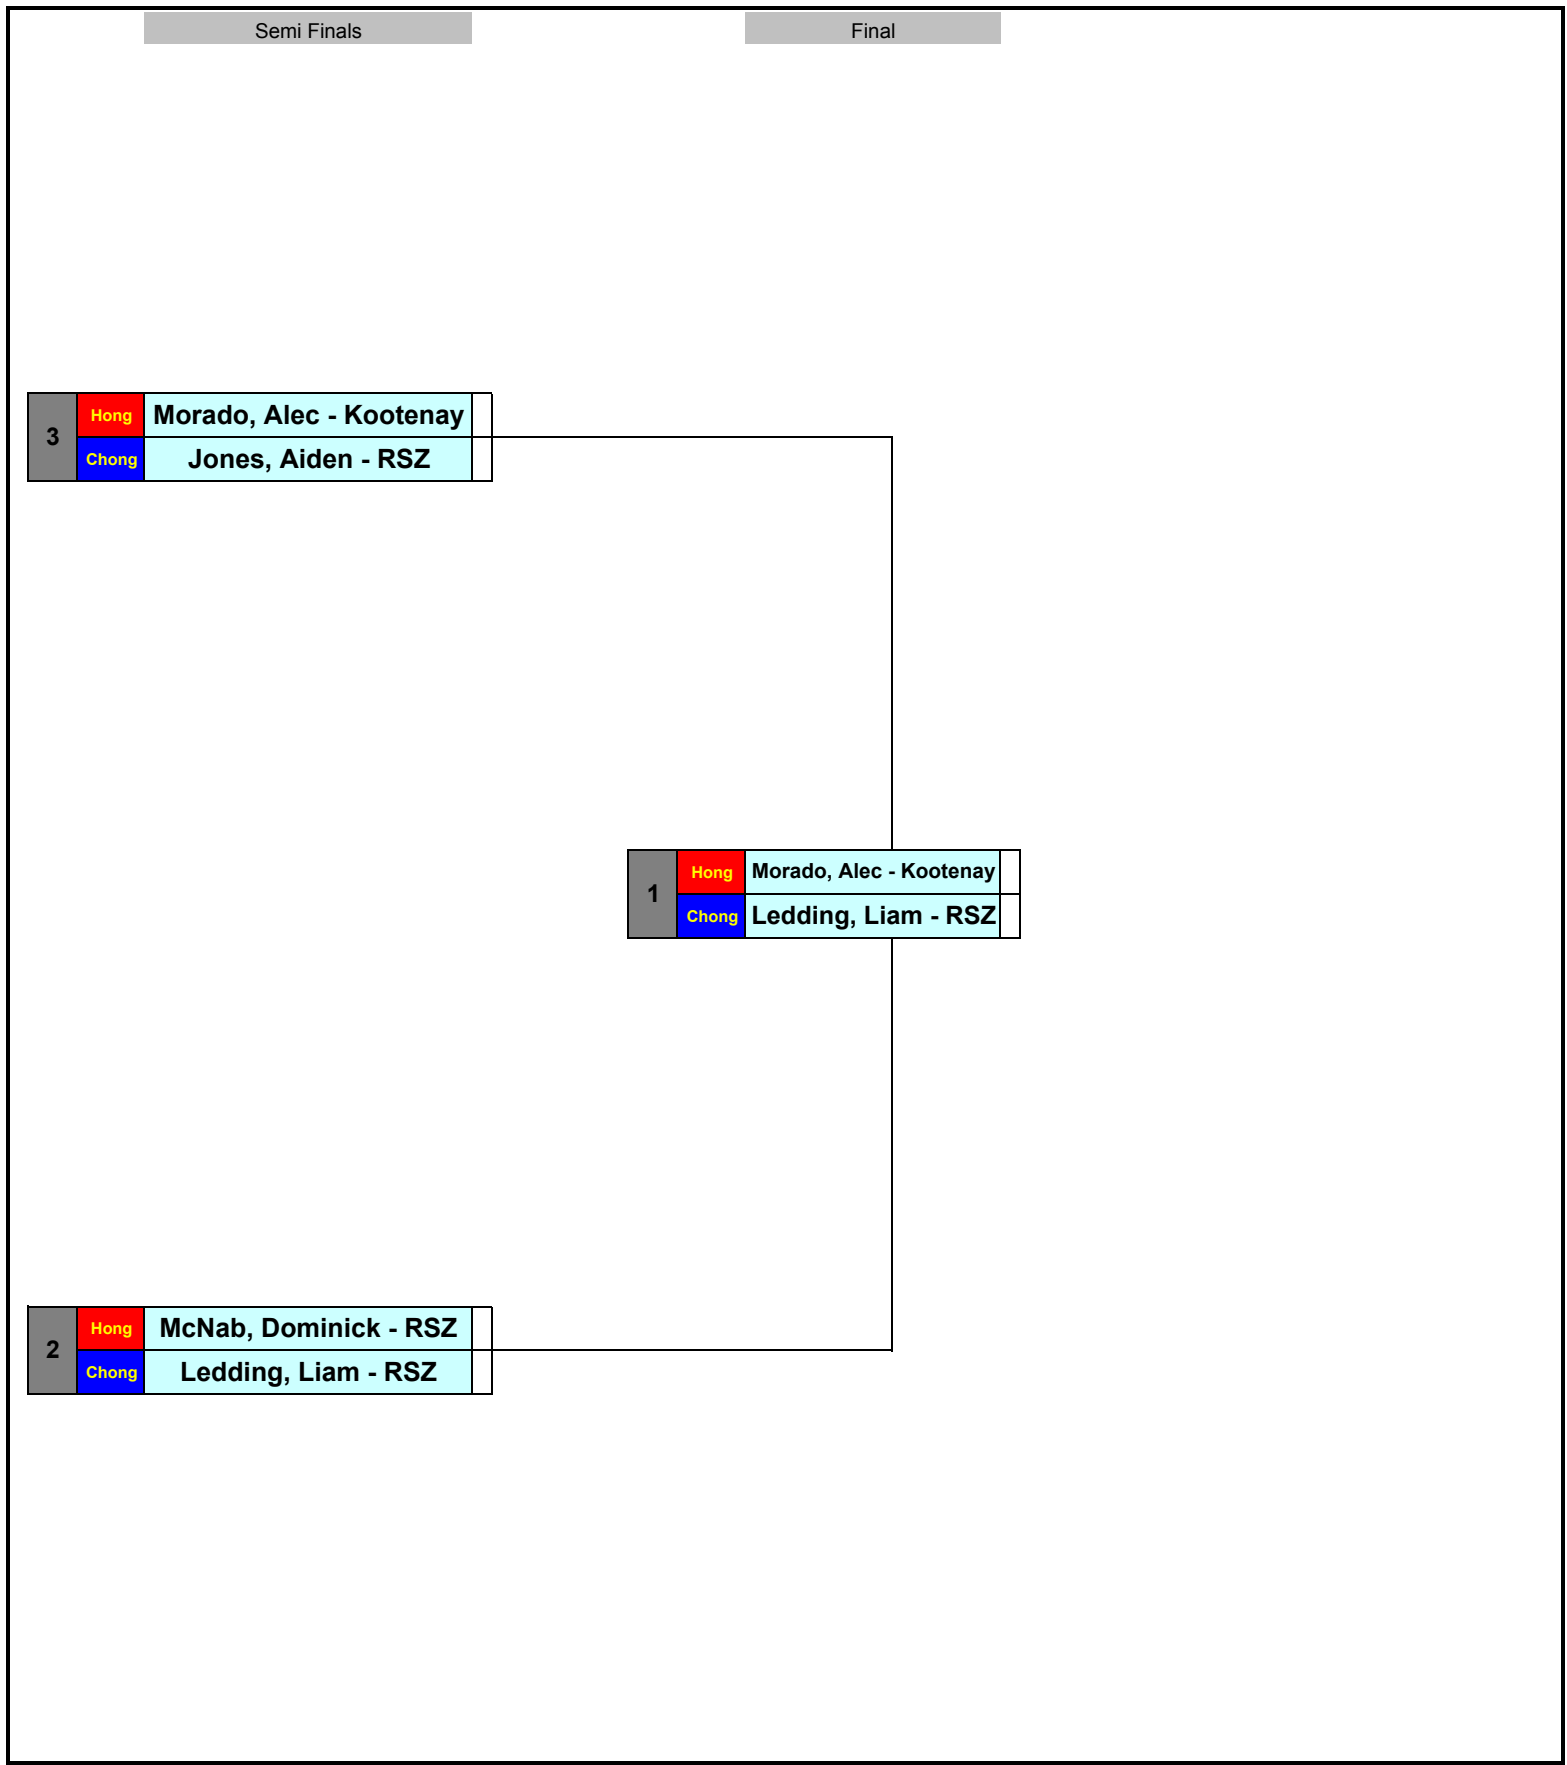 Semi Finals
Final
3
Hong
Morado, Alec - Kootenay
Chong
Jones, Aiden - RSZ
1
Hong
Morado, Alec - Kootenay
Chong
Ledding, Liam - RSZ
2
Hong
McNab, Dominick - RSZ
Chong
Ledding, Liam - RSZ